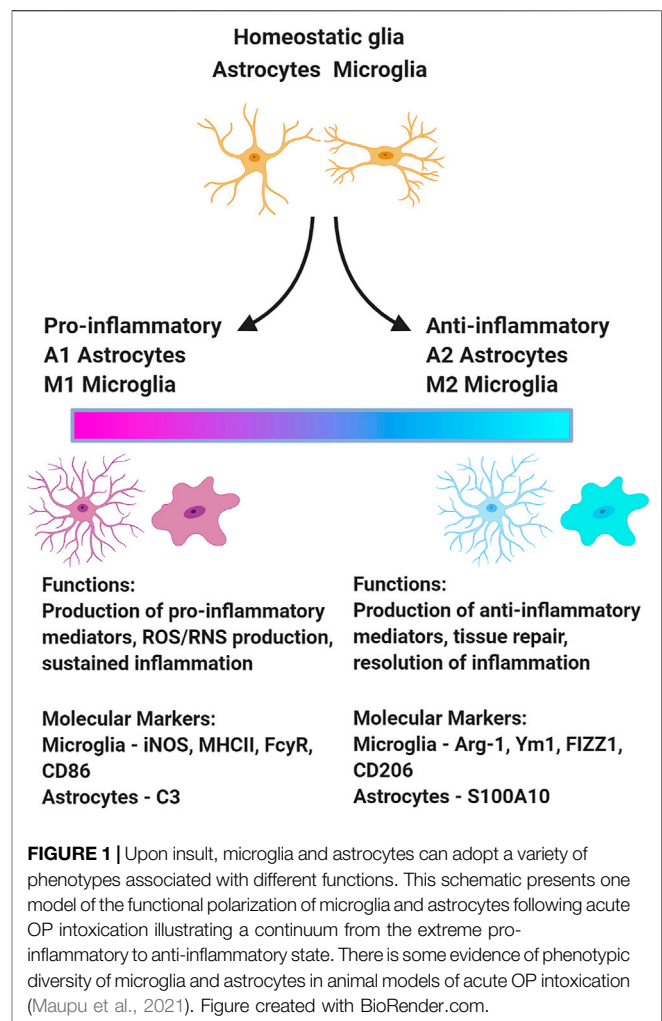 Homeostatic glia
Astrocytes Microglia
Pro-inflammatory
A1 Astrocytes
M1 Microglia
Anti-inflammatory
A2 Astrocytes
M2 Microglia
Functions:
Production of pro-inflammatory
mediators, ROS/RNS production,
sustained inflammation
Molecular Markers:
Microglia - iNOS, MHCII, FcyR,
CD86
Astrocytes - C3
Functions:
Production of anti-inflammatory
mediators, tissue repair,
resolution of inflammation
Molecular Markers:
Microglia - Arg-1, Ym1, FIZZ1,
CD206
Astrocytes - S100A10
FIGURE 1 | Upon insult, microglia and astrocytes can adopt a variety of
phenotypes associated with different functions. This schematic presents one
model of the functional polarization of microglia and astrocytes following acute
OP intoxication illustrating a continuum from the extreme pro-
inflammatory to anti-inflammatory state. There is some evidence of phenotypic
diversity of microglia and astrocytes in animal models of acute OP intoxication
(Maupu et al., 2021). Figure created with BioRender.com.